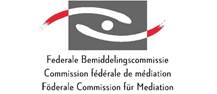 Federale Bemiddelingscommissie
Commission fédérale de médiation
Föderale Commission für Mediation